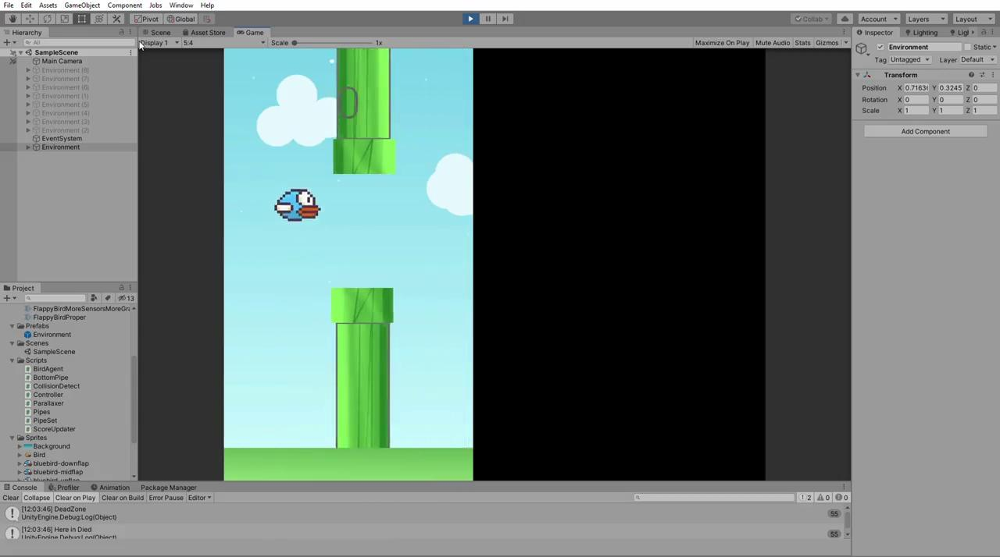 File Edit Assets GameObject Component Jobs Window Help
Pivot Global Collab Account Layers Layout
Hierarchy
All
SampleScene
Main Camera
Environment (8)
Environment (7)
Environment (6)
Environment (1)
Environment (5)
Environment (4)
Environment (3)
Environment (2)
EventSystem
Environment
Scene Asset Store Game
Display 1 5:4 Scale 1x Maximize On Play Mute Audio Stats Gizmos
0
Inspector Lighting
Environment Static
Tag Untagged Layer Default
Transform
Position X 0.7163 Y 0.3245 Z 0
Rotation X 0 Y 0 Z 0
Scale X 1 Y 1 Z 1
Add Component
Project
13
FlappyBirdMoreSensorsMoreGra
FlappyBirdProper
Prefabs
Environment
Scenes
SampleScene
Scripts
BirdAgent
BottomPipe
CollisionDetect
Controller
Parallaxer
Pipes
PipeSet
ScoreUpdater
Sprites
Background
Bird
bluebird-downflap
bluebird-midflap
bluebird-upflap
Console Profiler Animation Package Manager
Clear Collapse Clear on Play Clear on Build Error Pause Editor 2 0 0
[12:03:46] DeadZone
UnityEngine.Debug:Log(Object)
55
[12:03:46] Here in Died
UnityEngine.Debug:Log(Object)
55